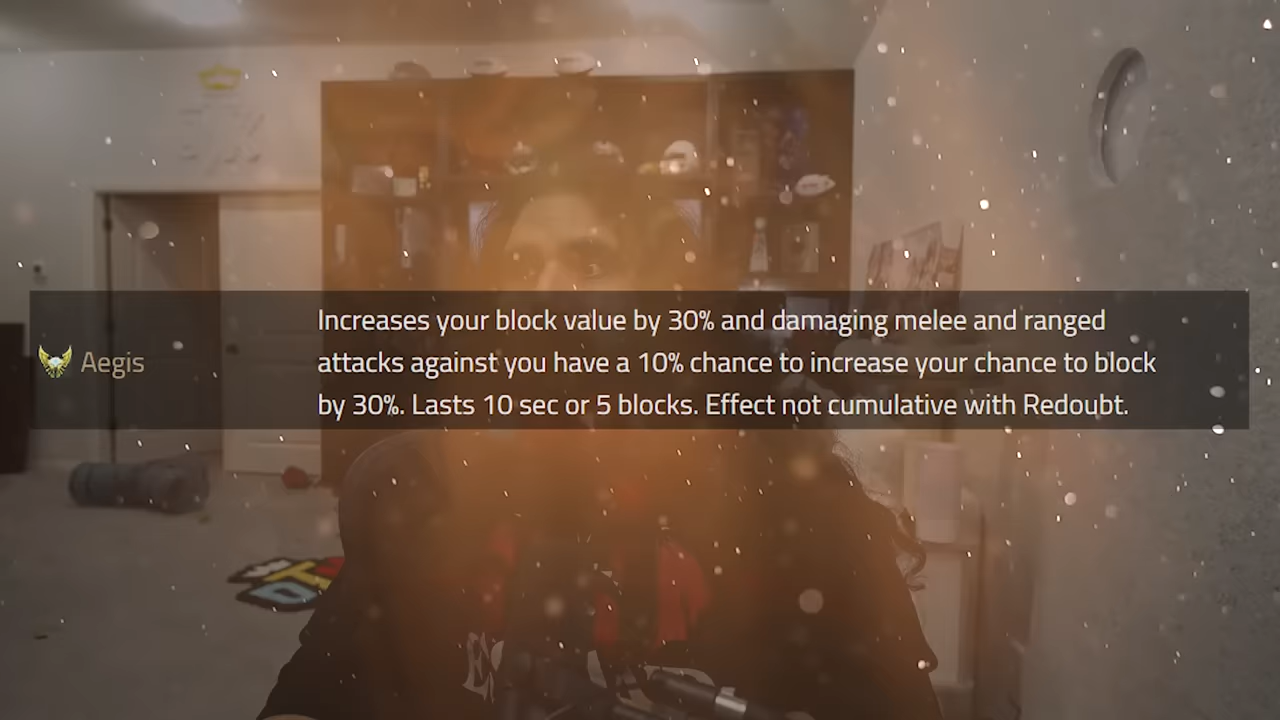 Aegis
Increases your block value by 30% and damaging melee and ranged
attacks against you have a 10% chance to increase your chance to block
by 30%. Lasts 10 sec or 5 blocks. Effect not cumulative with Redoubt.